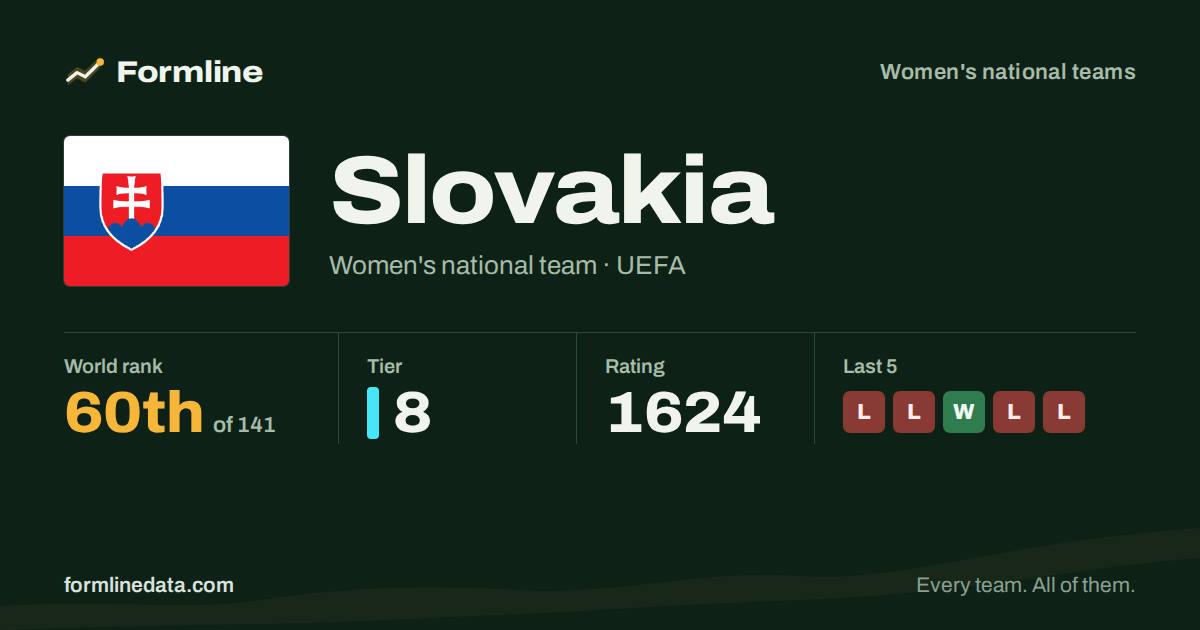 Formline
Women's national teams
Slovakia
Women's national team · UEFA
World rank
60th of 141
Tier
8
Rating
1624
Last 5
L L W L L
formlinedata.com
Every team. All of them.